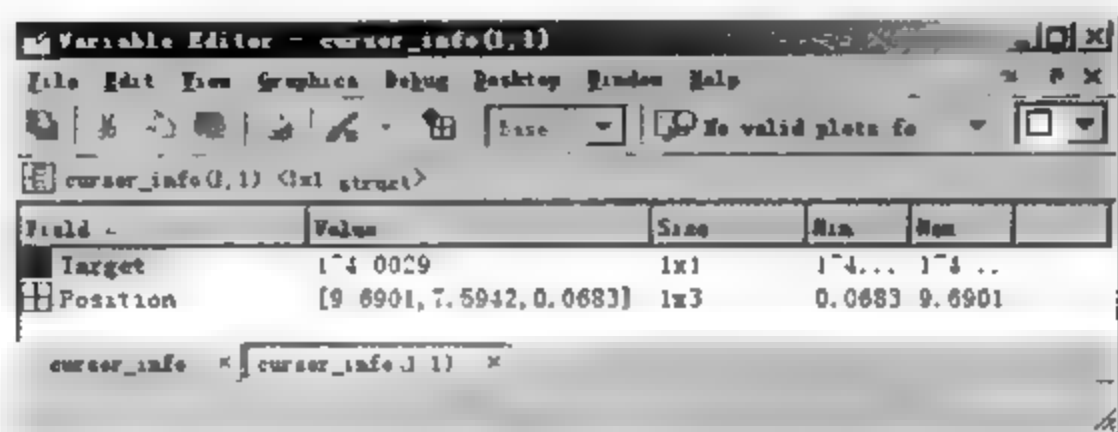 Variable Editor - cursor_info(1,1)
File Edit View Graphics Debug Desktop Window Help
Base No valid plots fo
cursor_info(1,1) <1x1 struct>
Field Value Size Min Max
Target 1x1
Position [9.6901,7.5942,0.0683] 1x3 0.0683 9.6901
cursor_info × cursor_info(1,1) ×